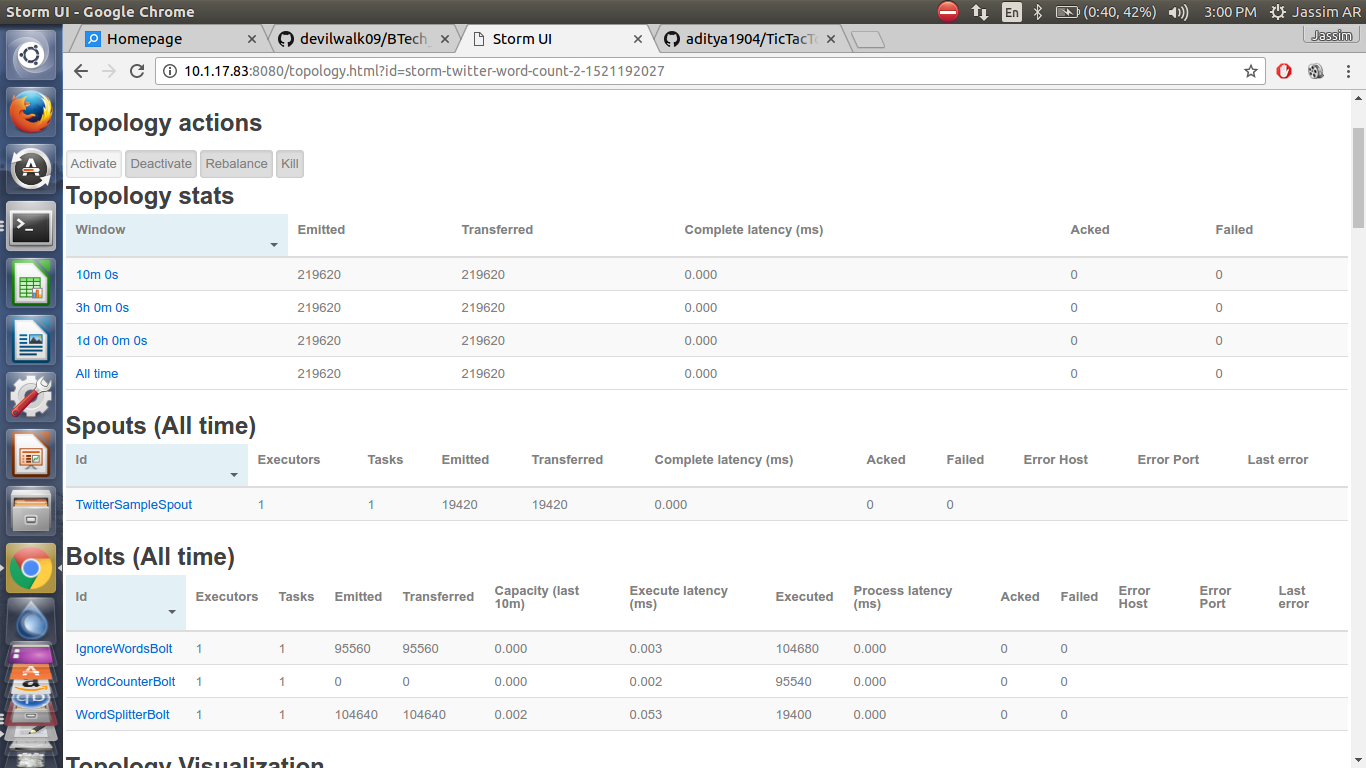 Storm UI - Google Chrome En (0:40, 42%) 3:00 PM Jassim AR
Homepage devilwalk09/BTech_ Storm UI aditya1904/TicTacTo Jassim
10.1.17.83:8080/topology.html?id=storm-twitter-word-count-2-1521192027
Topology actions
Activate Deactivate Rebalance Kill
Topology stats
Window Emitted Transferred Complete latency (ms) Acked Failed
10m 0s 219620 219620 0.000 0 0
3h 0m 0s 219620 219620 0.000 0 0
1d 0h 0m 0s 219620 219620 0.000 0 0
All time 219620 219620 0.000 0 0
Spouts (All time)
Id Executors Tasks Emitted Transferred Complete latency (ms) Acked Failed Error Host Error Port Last error
TwitterSampleSpout 1 1 19420 19420 0.000 0 0
Bolts (All time)
Id Executors Tasks Emitted Transferred Capacity (last 10m) Execute latency (ms) Executed Process latency (ms) Acked Failed Error Host Error Port Last error
IgnoreWordsBolt 1 1 95560 95560 0.000 0.003 104680 0.000 0 0
WordCounterBolt 1 1 0 0 0.000 0.002 95540 0.000 0 0
WordSplitterBolt 1 1 104640 104640 0.002 0.053 19400 0.000 0 0
Topology Visualization